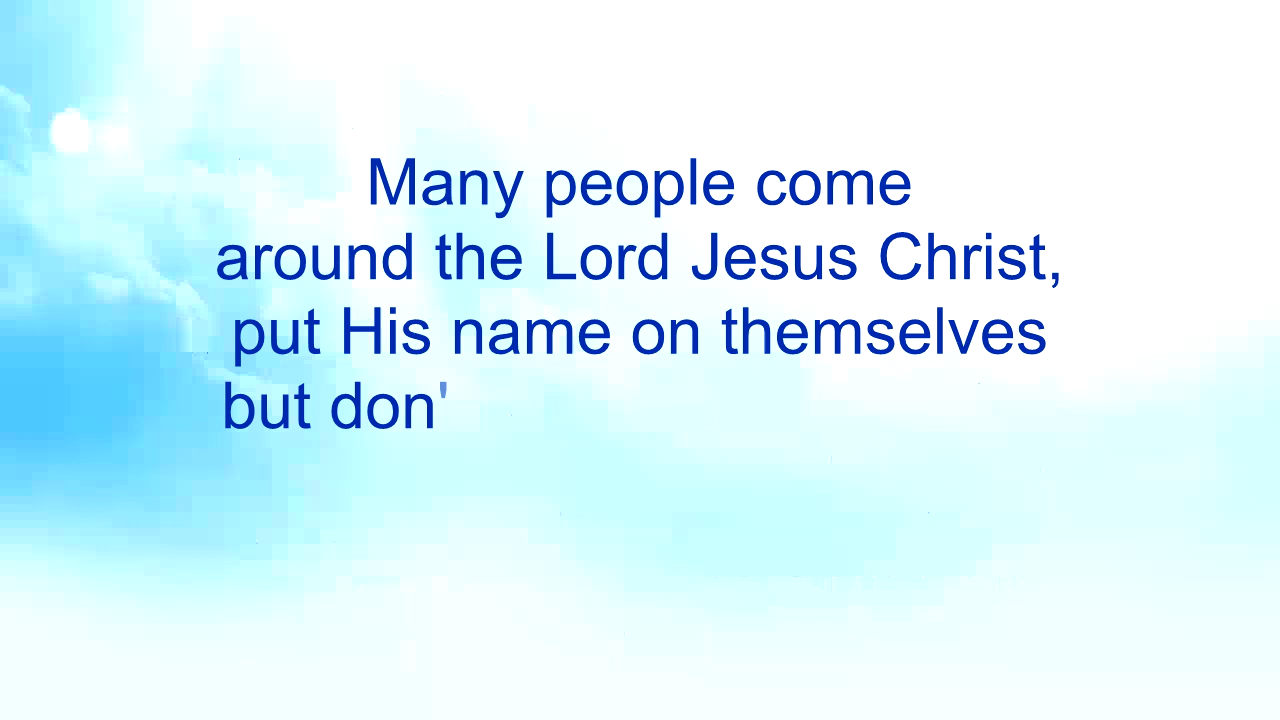 Many people come
around the Lord Jesus Christ,
put His name on themselves
but don'